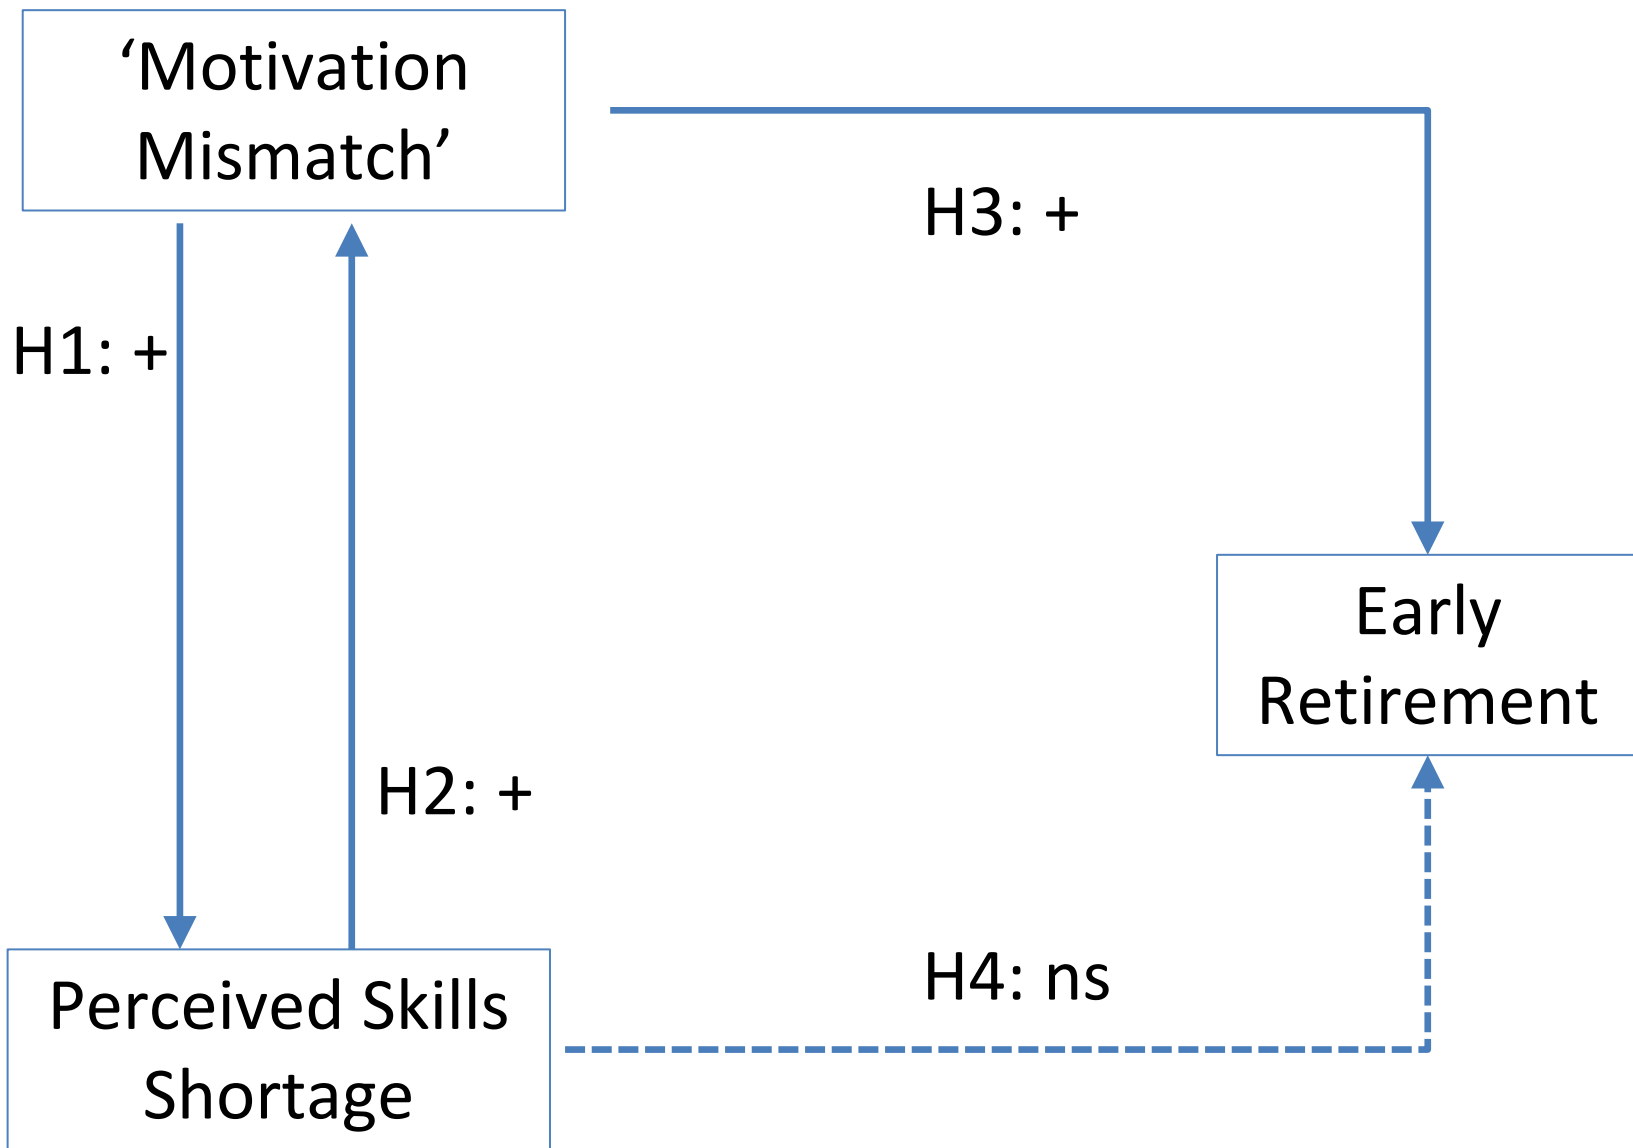 ‘Motivation
Mismatch’
H3: +
H1: +
Early
Retirement
H2: +
H4: ns
Perceived Skills
Shortage